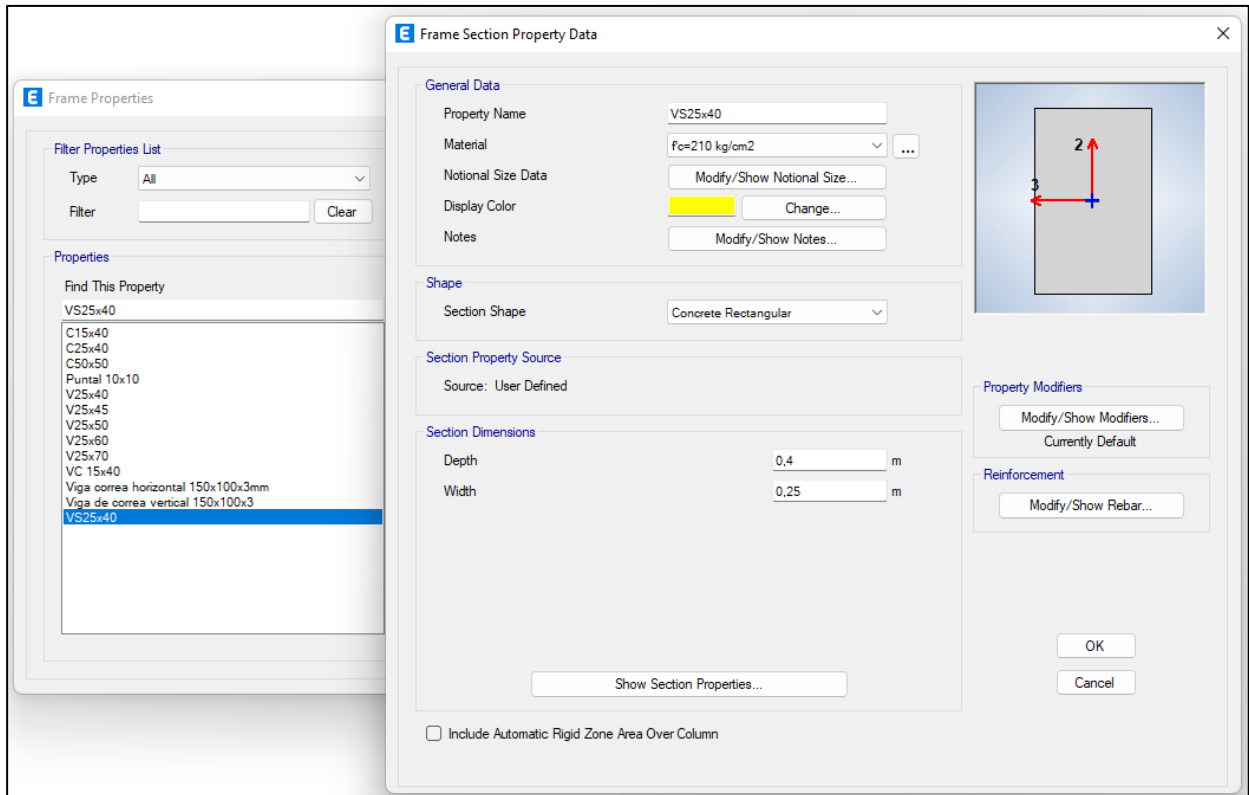 Frame Properties
Filter Properties List
Type All
Filter Clear
Properties
Find This Property
VS25x40
C15x40
C25x40
C50x50
Puntal 10x10
V25x40
V25x45
V25x50
V25x60
V25x70
VC 15x40
Viga correa horizontal 150x100x3mm
Viga de correa vertical 150x100x3
VS25x40
E Frame Section Property Data
General Data
Property Name VS25x40
Material f'c=210 kg/cm2 ...
Notional Size Data Modify/Show Notional Size...
Display Color Change...
Notes Modify/Show Notes...
Shape
Section Shape Concrete Rectangular
Section Property Source
Source: User Defined
Section Dimensions
Depth 0,4 m
Width 0,25 m
Show Section Properties...
Include Automatic Rigid Zone Area Over Column
2
3
Property Modifiers
Modify/Show Modifiers...
Currently Default
Reinforcement
Modify/Show Rebar...
OK
Cancel